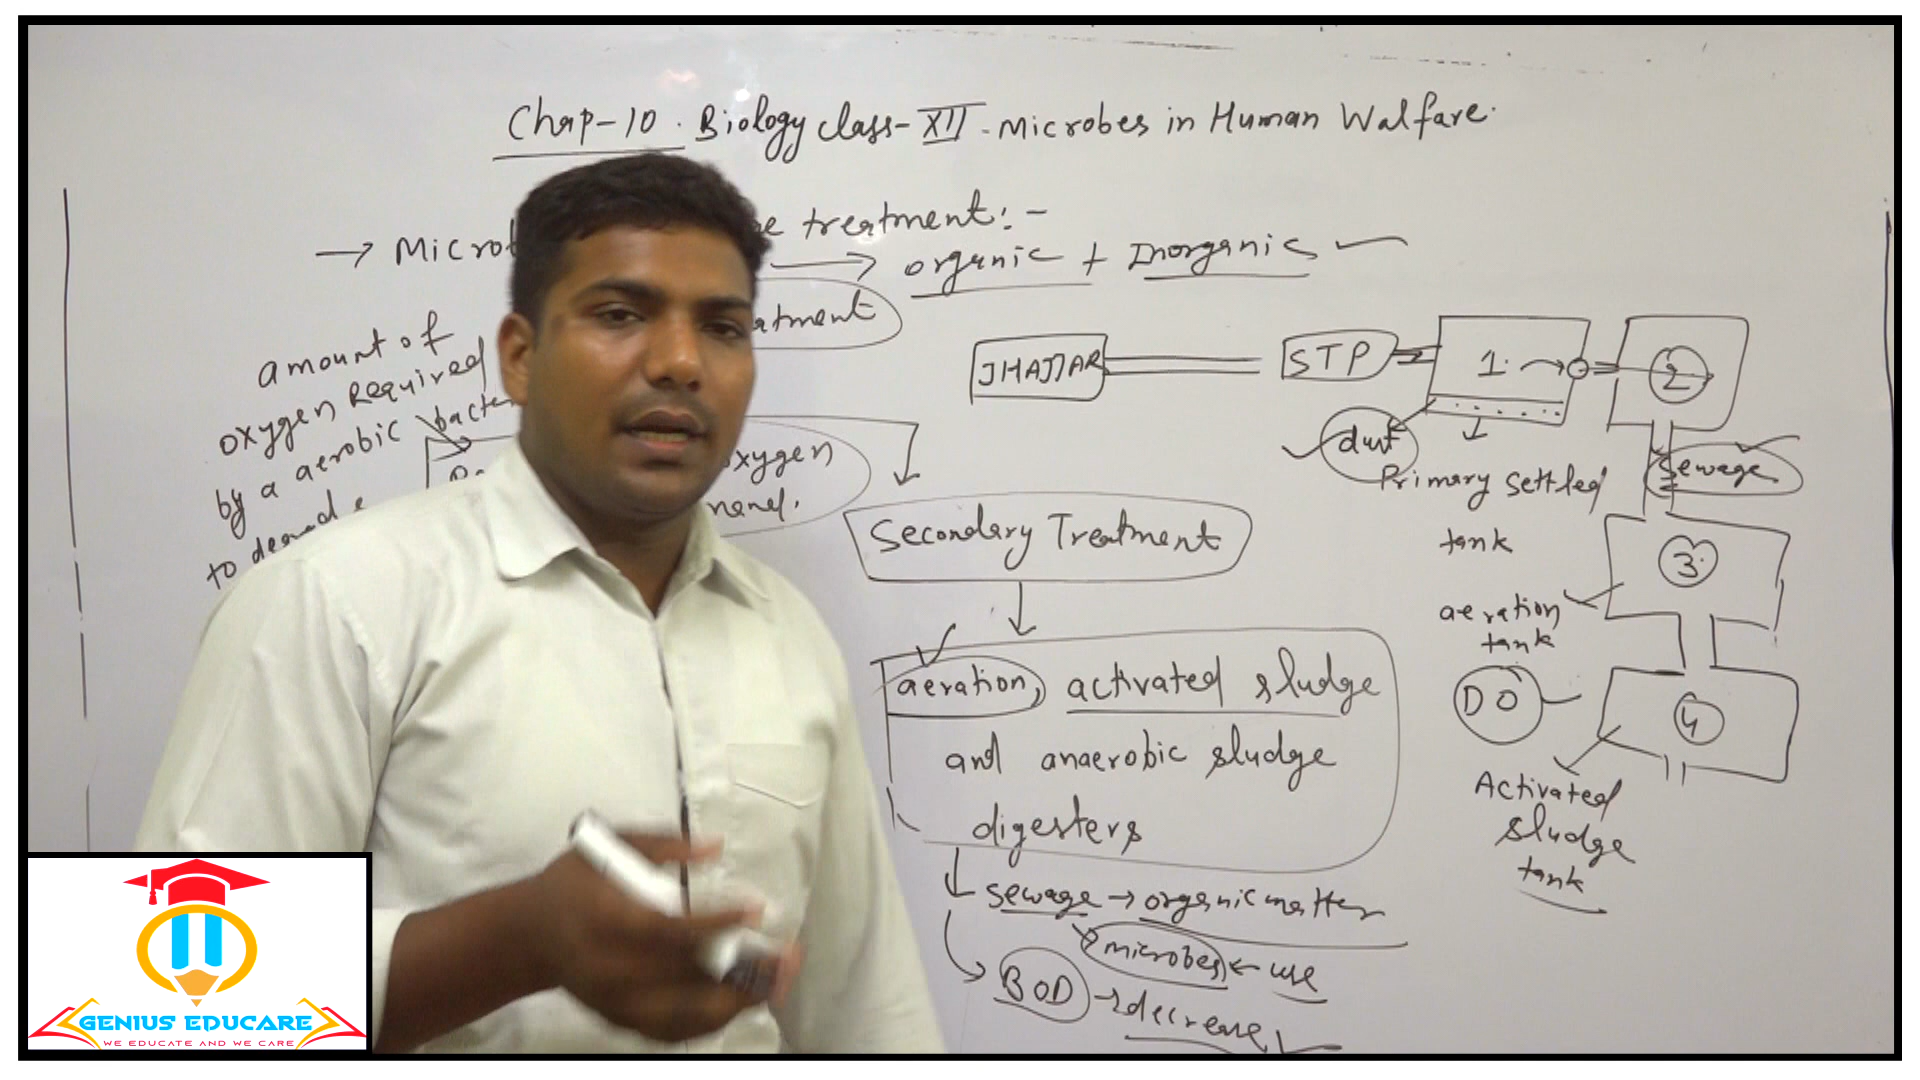 Chap-10. Biology class-XII. Microbes in Human Walfare.
→ Microb
treatment:-
→ organic + Inorganic
atment
amount of
oxygen required
by a aerobic bacte
to degrade
oxygen
Secondary Treatment
aeration, activated sludge
and anaerobic sludge
digesters
sewage → organic matter
microbes ← use
BOD → decrease
JHAJJAR
STP
1.
2
dust
Primary settled
tank
Sewage
3.
aeration
tank
DO
4
Activated
sludge
tank
GENIUS EDUCARE
WE EDUCATE AND WE CARE